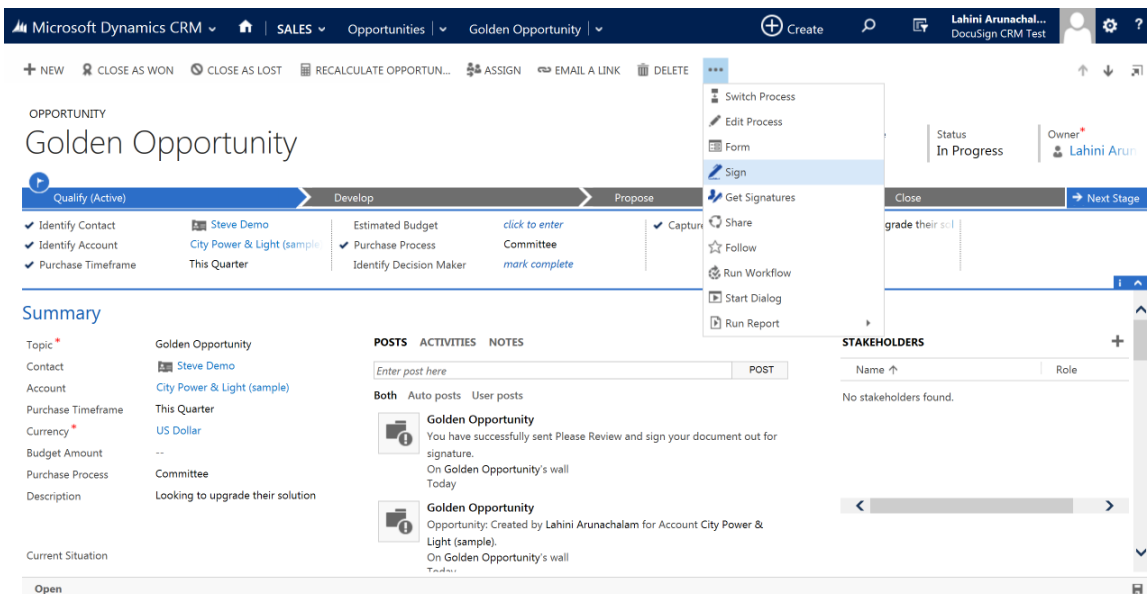 Microsoft Dynamics CRM SALES Opportunities Golden Opportunity Create Lahini Arunachal... DocuSign CRM Test ?
NEW CLOSE AS WON CLOSE AS LOST RECALCULATE OPPORTUN... ASSIGN EMAIL A LINK DELETE ...
Switch Process
Edit Process
Form
Sign
Get Signatures
Share
Follow
Run Workflow
Start Dialog
Run Report
OPPORTUNITY
Golden Opportunity
Status
In Progress
Owner*
Lahini Arun
Qualify (Active) Develop Propose Close Next Stage
Identify Contact Steve Demo Estimated Budget click to enter Captur grade their sol
Identify Account City Power & Light (sample Purchase Process Committee
Purchase Timeframe This Quarter Identify Decision Maker mark complete
Summary
Topic* Golden Opportunity
Contact Steve Demo
Account City Power & Light (sample)
Purchase Timeframe This Quarter
Currency* US Dollar
Budget Amount --
Purchase Process Committee
Description Looking to upgrade their solution
Current Situation
POSTS ACTIVITIES NOTES
Enter post here POST
Both Auto posts User posts
Golden Opportunity
You have successfully sent Please Review and sign your document out for
signature.
On Golden Opportunity's wall
Today
Golden Opportunity
Opportunity: Created by Lahini Arunachalam for Account City Power &
Light (sample).
On Golden Opportunity's wall
Today
STAKEHOLDERS
Name Role
No stakeholders found.
Open